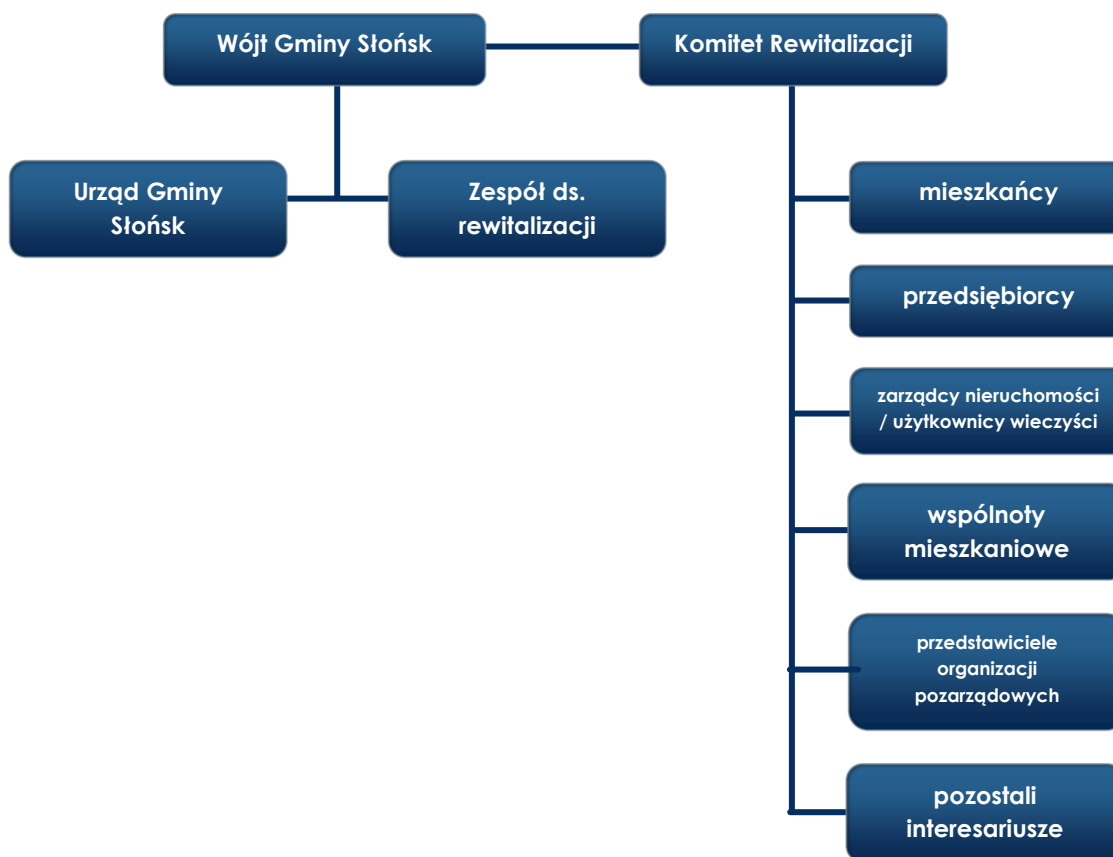 Wójt Gminy Słońsk
Komitet Rewitalizacji
Urząd Gminy
Słońsk
Zespół ds.
rewitalizacji
mieszkańcy
przedsiębiorcy
zarządcy nieruchomości
/ użytkownicy wieczyści
wspólnoty
mieszkaniowe
przedstawiciele
organizacji
pozarządowych
pozostali
interesariusze